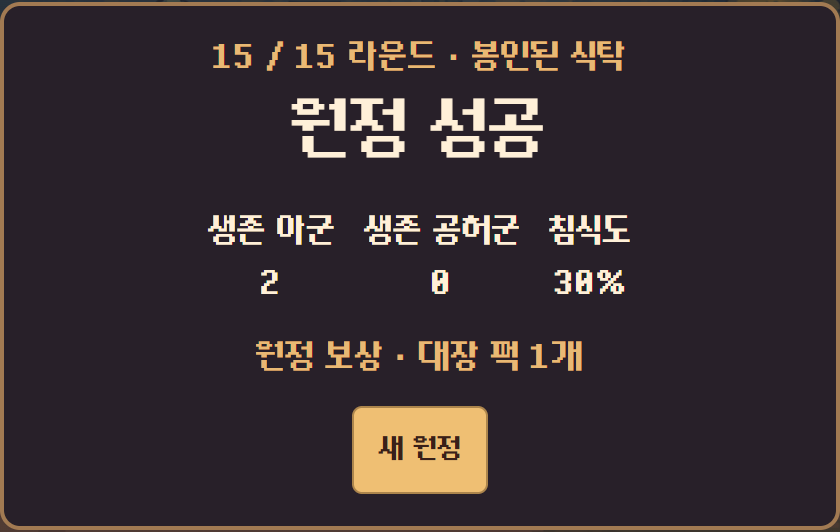 15 / 15 라운드 · 봉인된 식탁
원정 성공
생존 아군 생존 공허군 침식도
2 0 30%
원정 보상 · 대장 팩 1개
새 원정